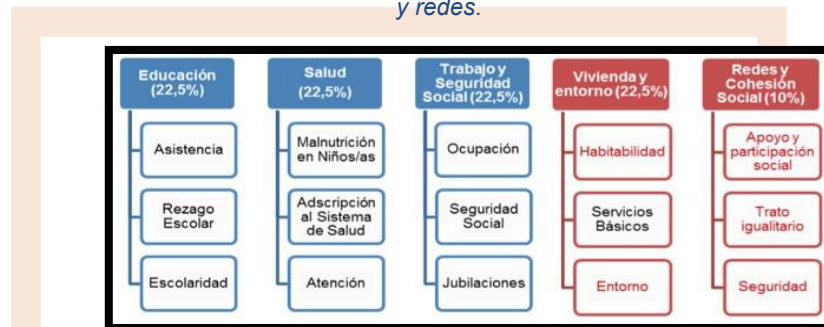 y redes.
Educación
(22,5%)
Asistencia
Rezago
Escolar
Escolaridad
Salud
(22,5%)
Malnutrición
en Niños/as
Adscripción
al Sistema
de Salud
Atención
Trabajo y
Seguridad
Social (22,5%)
Ocupación
Seguridad
Social
Jubilaciones
Vivienda y
entorno (22,5%)
Habitabilidad
Servicios
Básicos
Entorno
Redes y
Cohesión
Social (10%)
Apoyo y
participación
social
Trato
igualitario
Seguridad